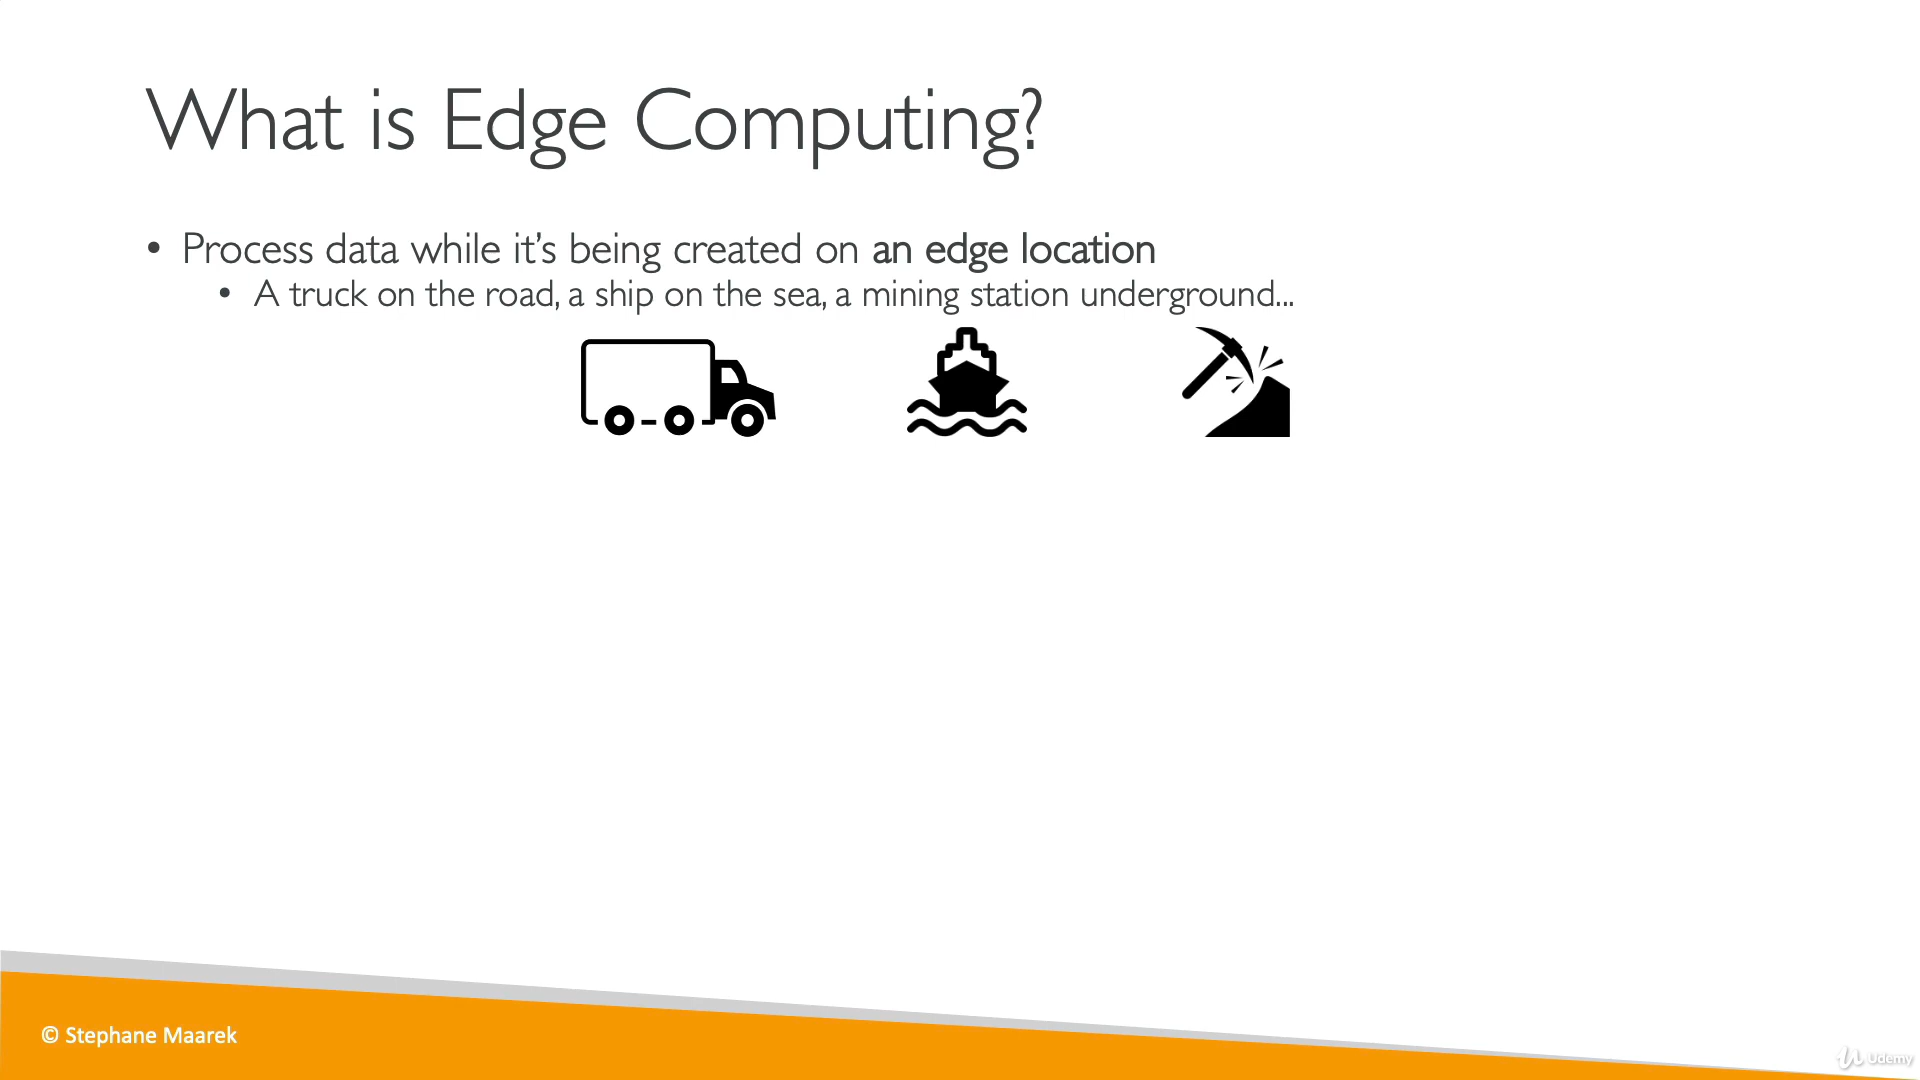 What is Edge Computing?
• Process data while it’s being created on an edge location
• A truck on the road, a ship on the sea, a mining station underground...
© Stephane Maarek
Udemy